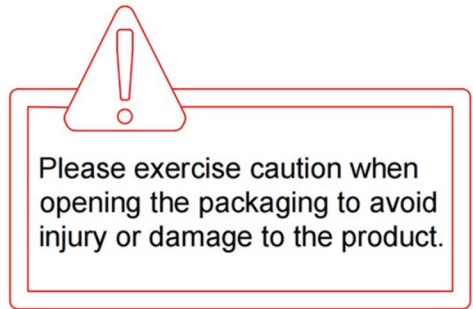 Please exercise caution when
opening the packaging to avoid
injury or damage to the product.